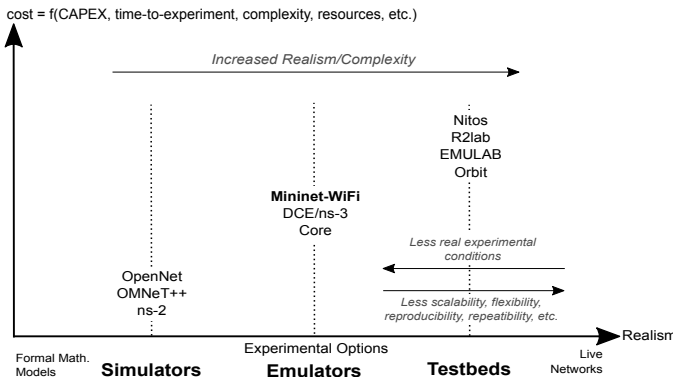 cost = f(CAPEX, time-to-experiment, complexity, resources, etc.)
Increased Realism/Complexity
Nitos
R2lab
EMULAB
Orbit
Mininet-WiFi
DCE/ns-3
Core
Less real experimental
conditions
OpenNet
OMNeT++
ns-2
Less scalability, flexibility,
reproducibility, repeatibility, etc.
Realism
Experimental Options
Formal Math.
Models
Simulators
Emulators
Testbeds
Live
Networks